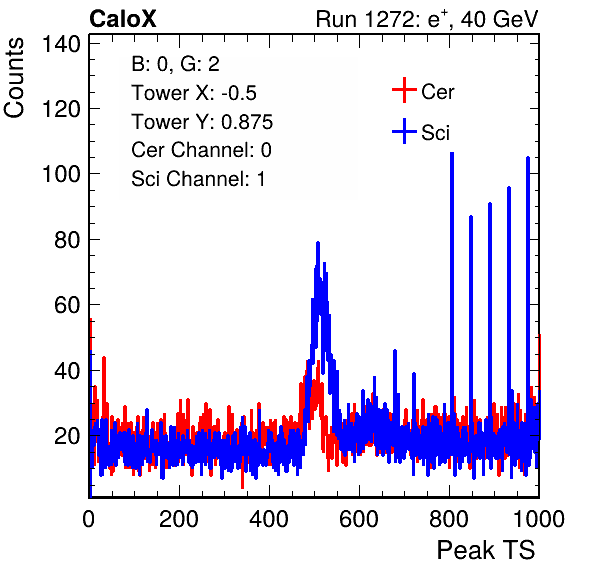 CaloX Run 1272: e+, 40 GeV
Counts
140
120
100
80
60
40
20
B: 0, G: 2
Tower X: -0.5
Tower Y: 0.875
Cer Channel: 0
Sci Channel: 1
Cer
Sci
0 200 400 600 800 1000
Peak TS